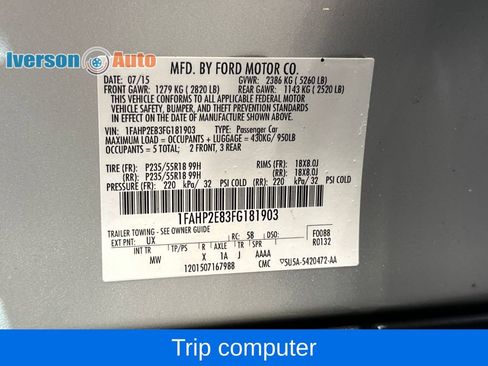 Iverson Auto
MFD. BY FORD MOTOR CO.
DATE: 07/15 GVWR: 2386 KG ( 5260 LB)
FRONT GAWR: 1279 KG ( 2820 LB) REAR GAWR: 1143 KG ( 2520 LB)
THIS VEHICLE CONFORMS TO ALL APPLICABLE FEDERAL MOTOR
VEHICLE SAFETY, BUMPER, AND THEFT PREVENTION STANDARDS
IN EFFECT ON THE DATE OF MANUFACTURE SHOWN ABOVE.
VIN: 1FAHP2E83FG181903 TYPE: Passenger Car
MAXIMUM LOAD = OCCUPANTS + LUGGAGE = 430KG/ 950LB
OCCUPANTS = 5 TOTAL: 2 FRONT, 3 REAR
TIRE (FR): P235/55R18 99H RIMS (FR): 18X8.0J
(RR): P235/55R18 99H (RR): 18X8.0J
PRESSURE (FR): 220 kPa/ 32 PSI COLD (RR): 220 kPa/ 32 PSI COLD
1FAHP2E83FG181903
TRAILER TOWING - SEE OWNER GUIDE
EXT PNT: UX RC: 58 DSO: F0088
R0132
INT TR TP/PS R AXLE TR SPR
MW X 1A J AAAA
1201507167988 CMC 5U5A-5420472-AA
Trip computer